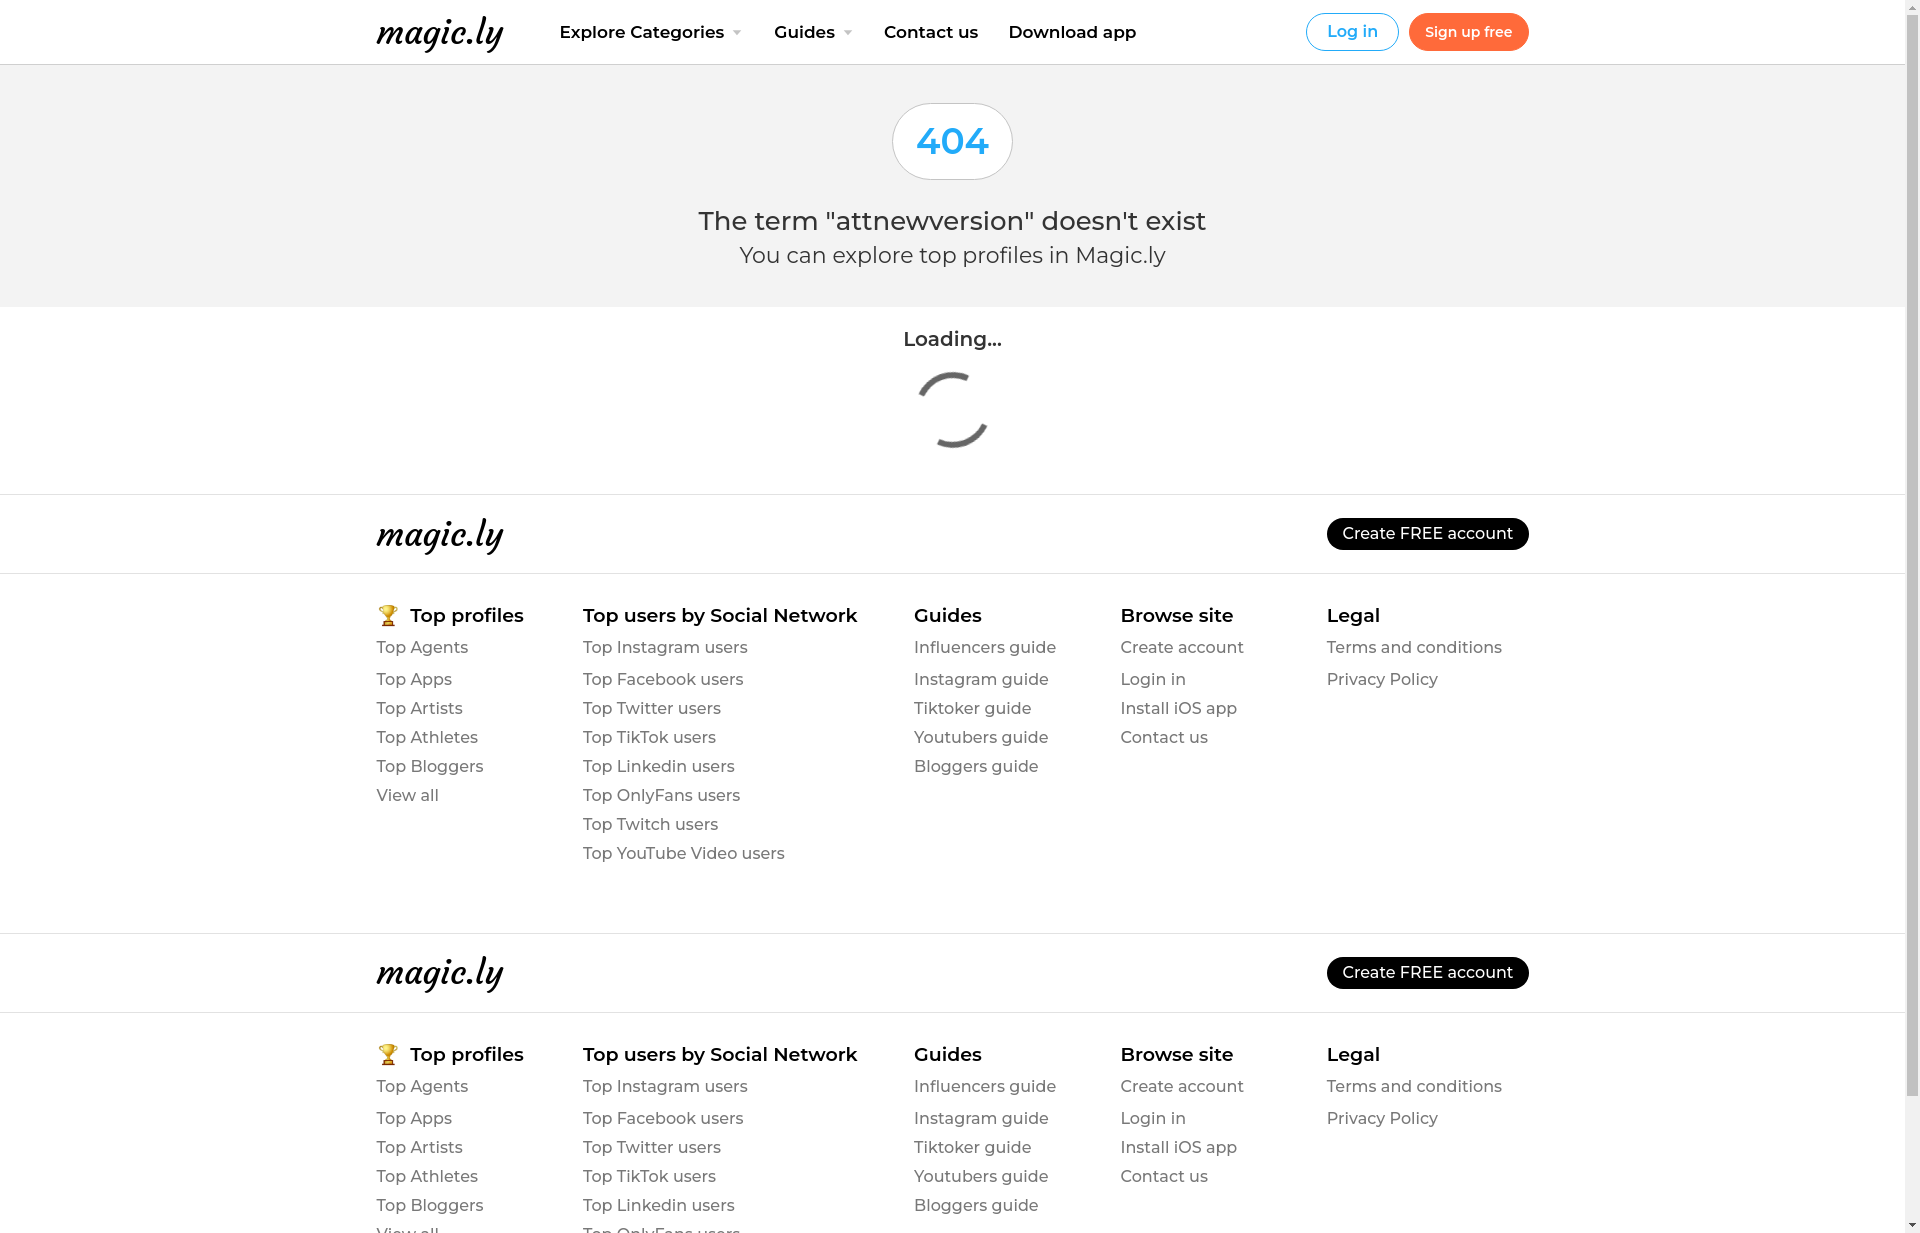 magic.ly
Explore Categories
Guides
Contact us
Download app
Log in
Sign up free
404
The term "attnewversion" doesn't exist
You can explore top profiles in Magic.ly
Loading...
magic.ly
Create FREE account
🏆 Top profiles
Top Agents
Top Apps
Top Artists
Top Athletes
Top Bloggers
View all
Top users by Social Network
Top Instagram users
Top Facebook users
Top Twitter users
Top TikTok users
Top Linkedin users
Top OnlyFans users
Top Twitch users
Top YouTube Video users
Guides
Influencers guide
Instagram guide
Tiktoker guide
Youtubers guide
Bloggers guide
Browse site
Create account
Login in
Install iOS app
Contact us
Legal
Terms and conditions
Privacy Policy
magic.ly
Create FREE account
🏆 Top profiles
Top Agents
Top Apps
Top Artists
Top Athletes
Top Bloggers
View all
Top users by Social Network
Top Instagram users
Top Facebook users
Top Twitter users
Top TikTok users
Top Linkedin users
Top OnlyFans users
Guides
Influencers guide
Instagram guide
Tiktoker guide
Youtubers guide
Bloggers guide
Browse site
Create account
Login in
Install iOS app
Contact us
Legal
Terms and conditions
Privacy Policy